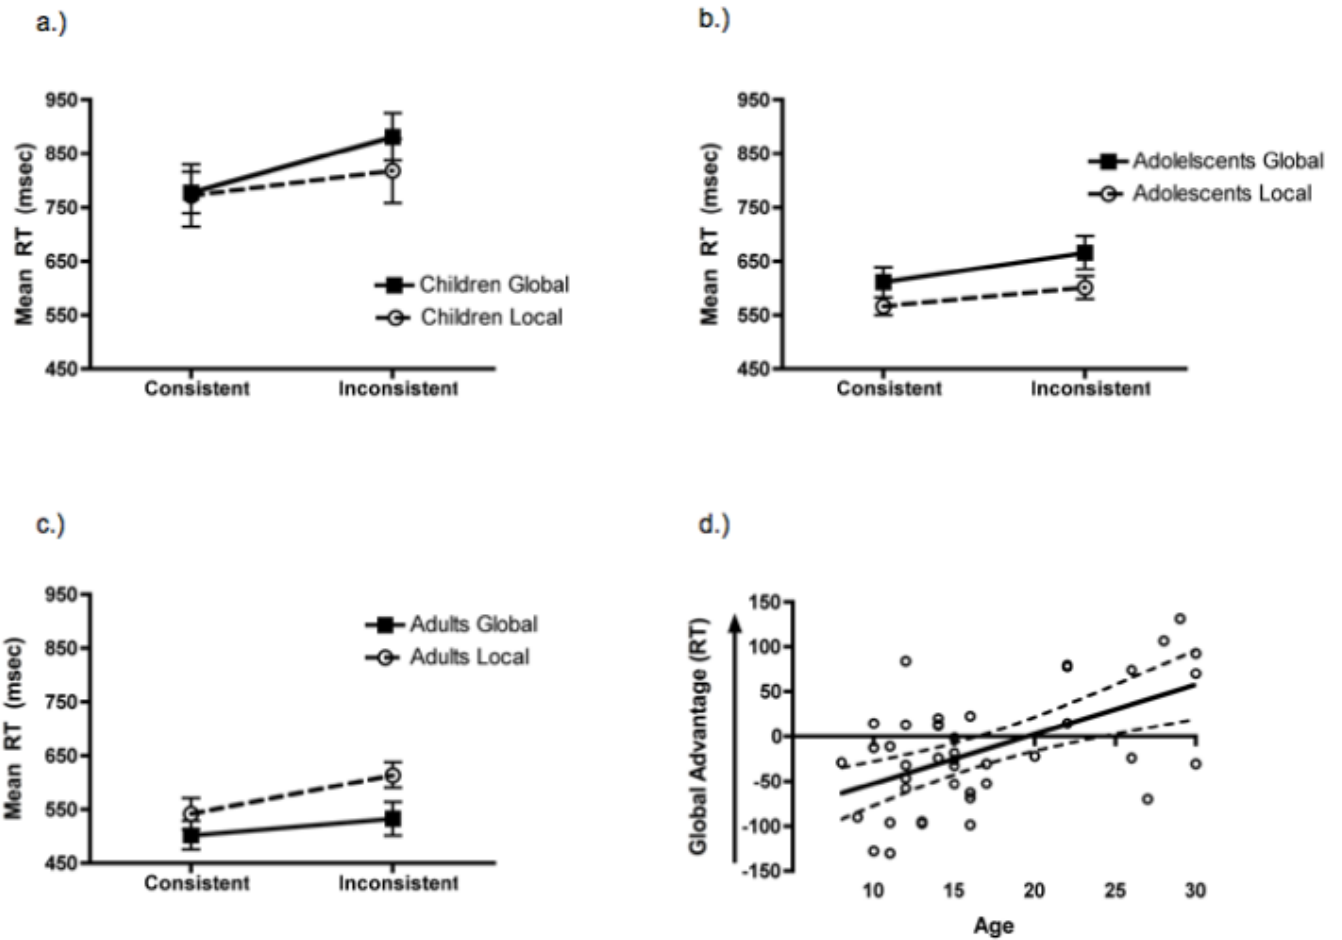 a.)
950
850
750
650
550
450
Mean RT (msec)
Children Global
Children Local
Consistent Inconsistent
b.)
950
850
750
650
550
450
Mean RT (msec)
Adolelscents Global
Adolescents Local
Consistent Inconsistent
c.)
950
850
750
650
550
450
Mean RT (msec)
Adults Global
Adults Local
Consistent Inconsistent
d.)
150
100
50
0
-50
-100
-150
Global Advantage (RT)
10 15 20 25 30
Age